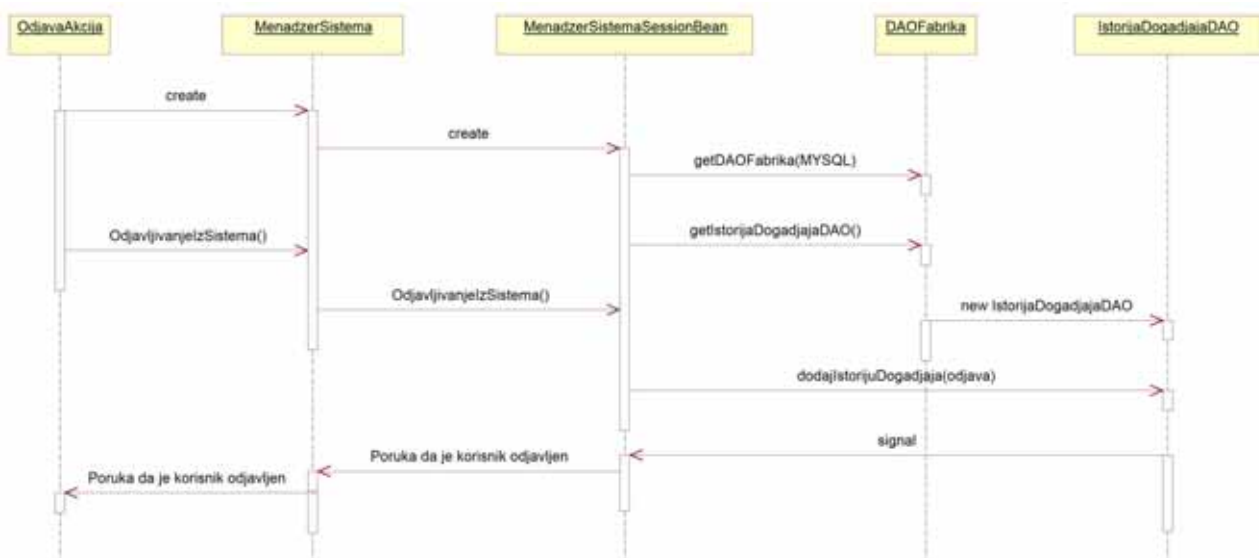 OdjavaAkcija
MenadzerSistema
MenadzerSistemaSessionBean
DAOFabrika
IstorijaDogadjajaDAO
create
create
getDAOFabrika(MYSQL)
OdjavljivanjeIzSistema()
getIstorijaDogadjajaDAO()
OdjavljivanjeIzSistema()
new IstorijaDogadjajaDAO
dodajIstorijuDogadjaja(odjava)
signal
Poruka da je korisnik odjavljen
Poruka da je korisnik odjavljen